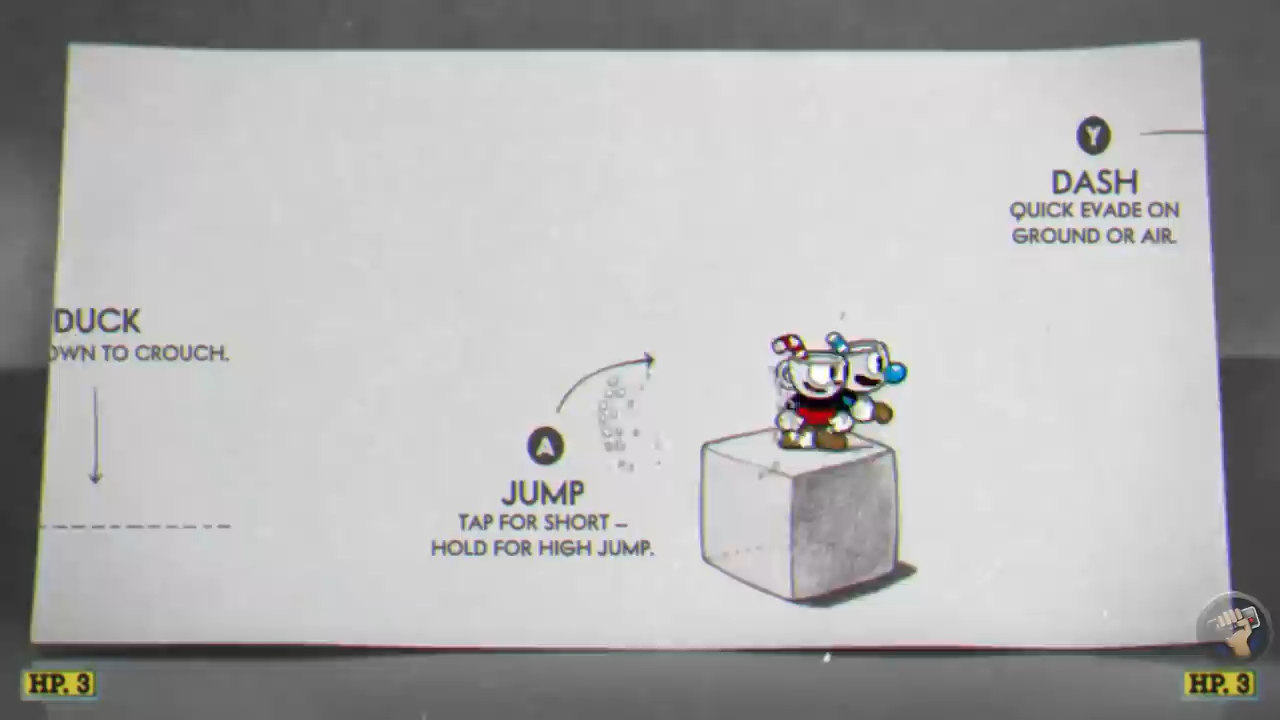 Y
DASH
QUICK EVADE ON
GROUND OR AIR.
DUCK
TO CROUCH.
A
JUMP
TAP FOR SHORT –
HOLD FOR HIGH JUMP.
HP. 3
HP. 3